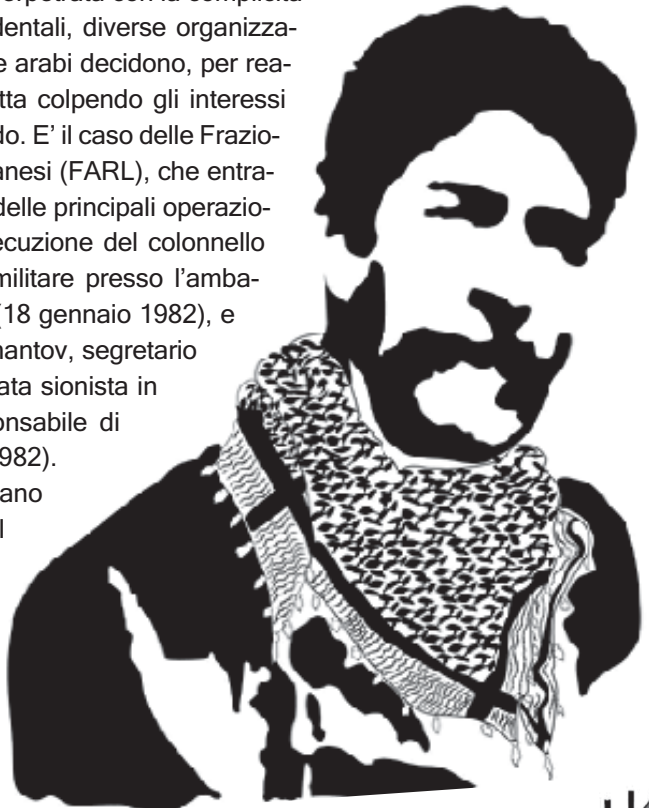 erpetrata con la complicità
dentali, diverse organizza-
e arabi decidono, per rea-
tta colpendo gli interessi
do. E’ il caso delle Frazio-
anesi (FARL), che entra-
delle principali operazio-
ecuzione del colonnello
militare presso l’amba-
(18 gennaio 1982), e
mantov, segretario
ata sionista in
onsabile di
982).
ano
l